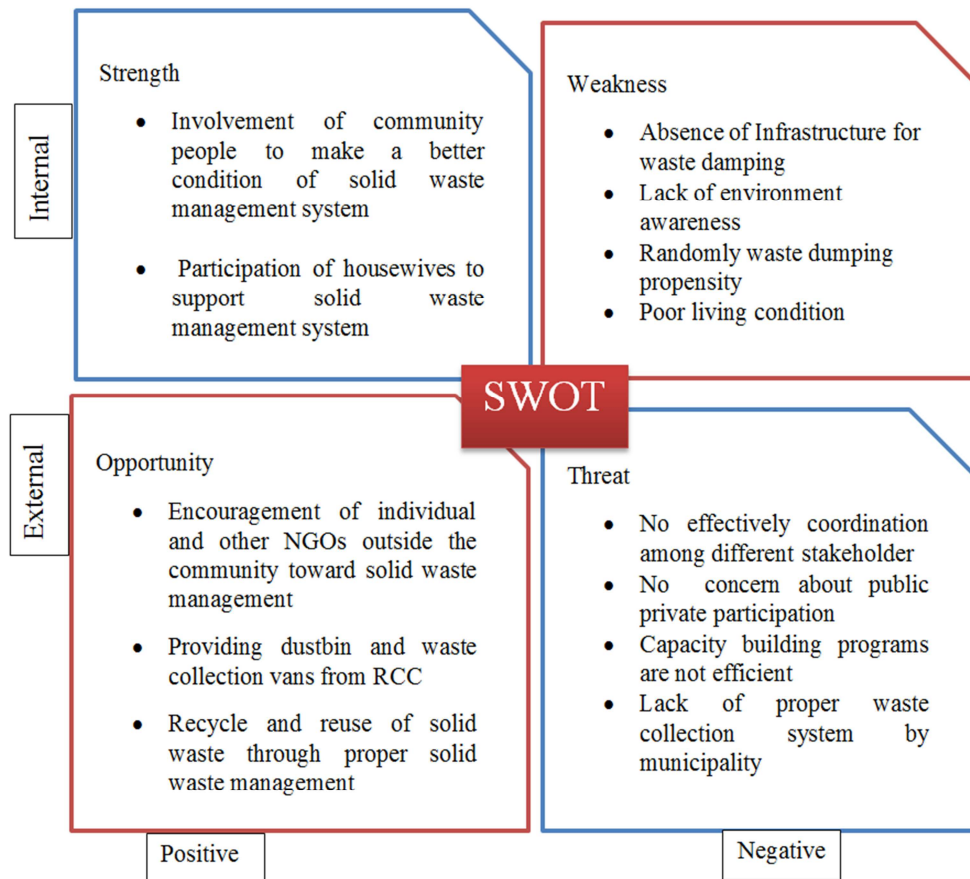 Internal
Strength
• Involvement of community
people to make a better
condition of solid waste
management system
• Participation of housewives to
support solid waste
management system
Weakness
• Absence of Infrastructure for
waste damping
• Lack of environment
awareness
• Randomly waste dumping
propensity
• Poor living condition
SWOT
External
Opportunity
• Encouragement of individual
and other NGOs outside the
community toward solid waste
management
• Providing dustbin and waste
collection vans from RCC
• Recycle and reuse of solid
waste through proper solid
waste management
Threat
• No effectively coordination
among different stakeholder
• No concern about public
private participation
• Capacity building programs
are not efficient
• Lack of proper waste
collection system by
municipality
Positive
Negative